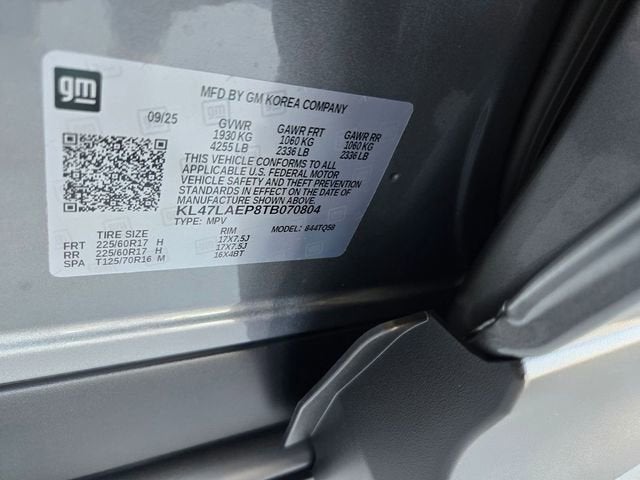 gm
MFD BY GM KOREA COMPANY
09/25
GVWR GAWR FRT GAWR RR
1930 KG 1060 KG 1060 KG
4255 LB 2336 LB 2336 LB
THIS VEHICLE CONFORMS TO ALL
APPLICABLE U.S. FEDERAL MOTOR
VEHICLE SAFETY AND THEFT PREVENTION
STANDARDS IN EFFECT ON THE DATE OF
MANUFACTURE SHOWN ABOVE.
KL47LAEP8TB070804
TYPE: MPV MODEL: 844TQ58
TIRE SIZE RIM
FRT 225/60R17 H 17X7.5J
RR 225/60R17 H 17X7.5J
SPA T125/70R16 M 16X4BT